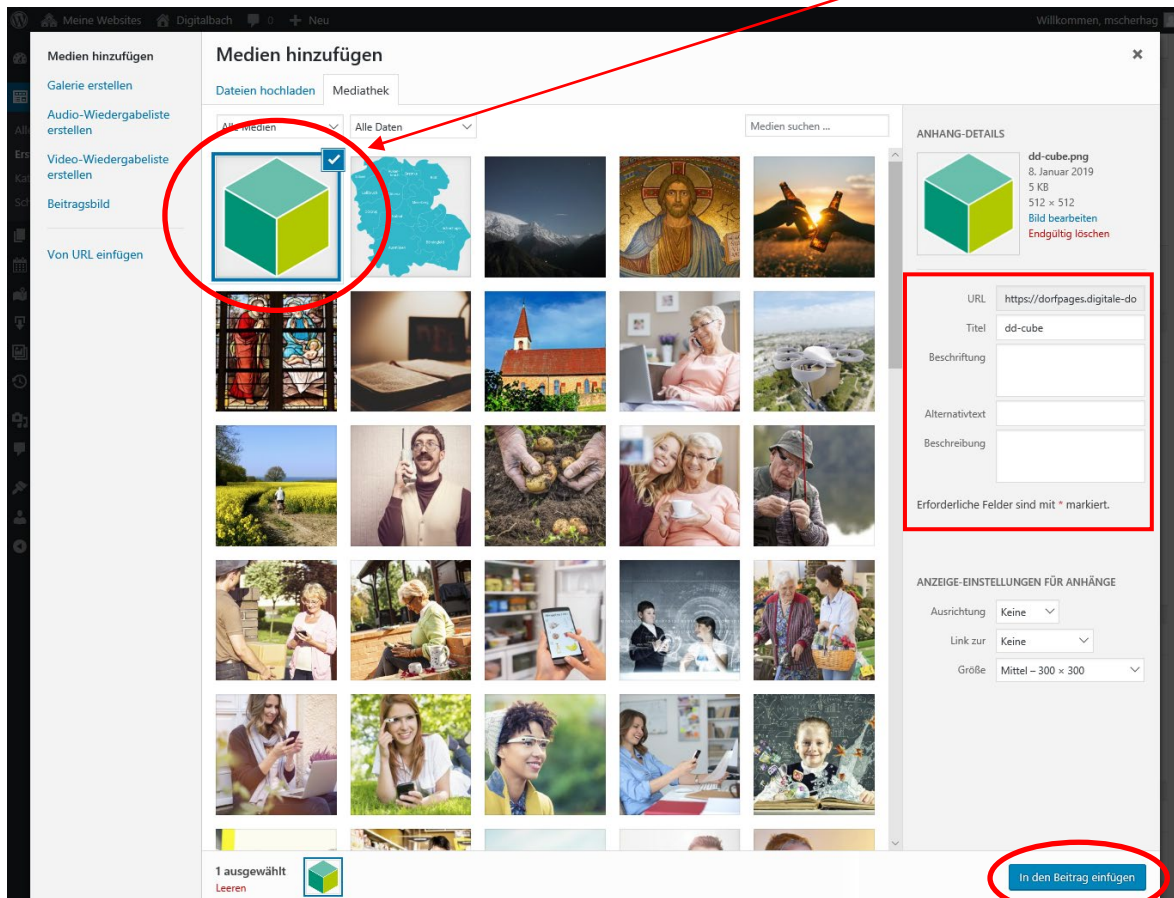 Meine Websites Digitalbach 0 Neu
Willkommen, mscherhag
Medien hinzufügen
Galerie erstellen
Audio-Wiedergabeliste
erstellen
Video-Wiedergabeliste
erstellen
Beitragsbild
Von URL einfügen
Medien hinzufügen
Dateien hochladen Mediathek
Alle Medien Alle Daten Medien suchen ...
ANHANG-DETAILS
dd-cube.png
8. Januar 2019
5 KB
512 × 512
Bild bearbeiten
Endgültig löschen
URL https://dorfpages.digitale-do
Titel dd-cube
Beschriftung
Alternativtext
Beschreibung
Erforderliche Felder sind mit * markiert.
ANZEIGE-EINSTELLUNGEN FÜR ANHÄNGE
Ausrichtung Keine
Link zur Keine
Größe Mittel – 300 × 300
1 ausgewählt
Leeren
In den Beitrag einfügen